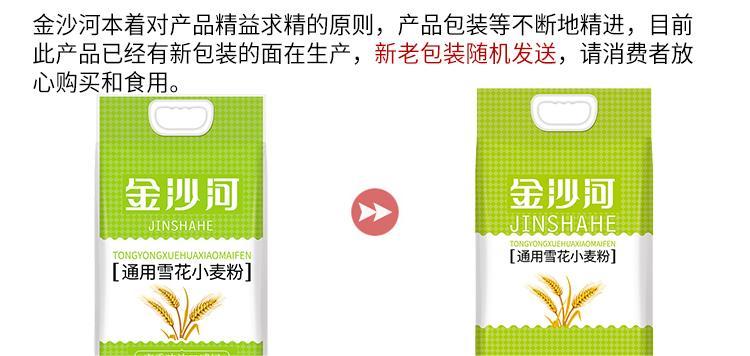 金沙河本着对产品精益求精的原则，产品包装等不断地精进，目前
此产品已经有新包装的面在生产，新老包装随机发送，请消费者放
心购买和食用。
金沙河
JINSHAHE
TONGYONGXUEHUAXIAOMAIFEN
[通用雪花小麦粉]
金沙河
JINSHAHE
TONGYONGXUEHUAXIAOMAIFEN
[通用雪花小麦粉]